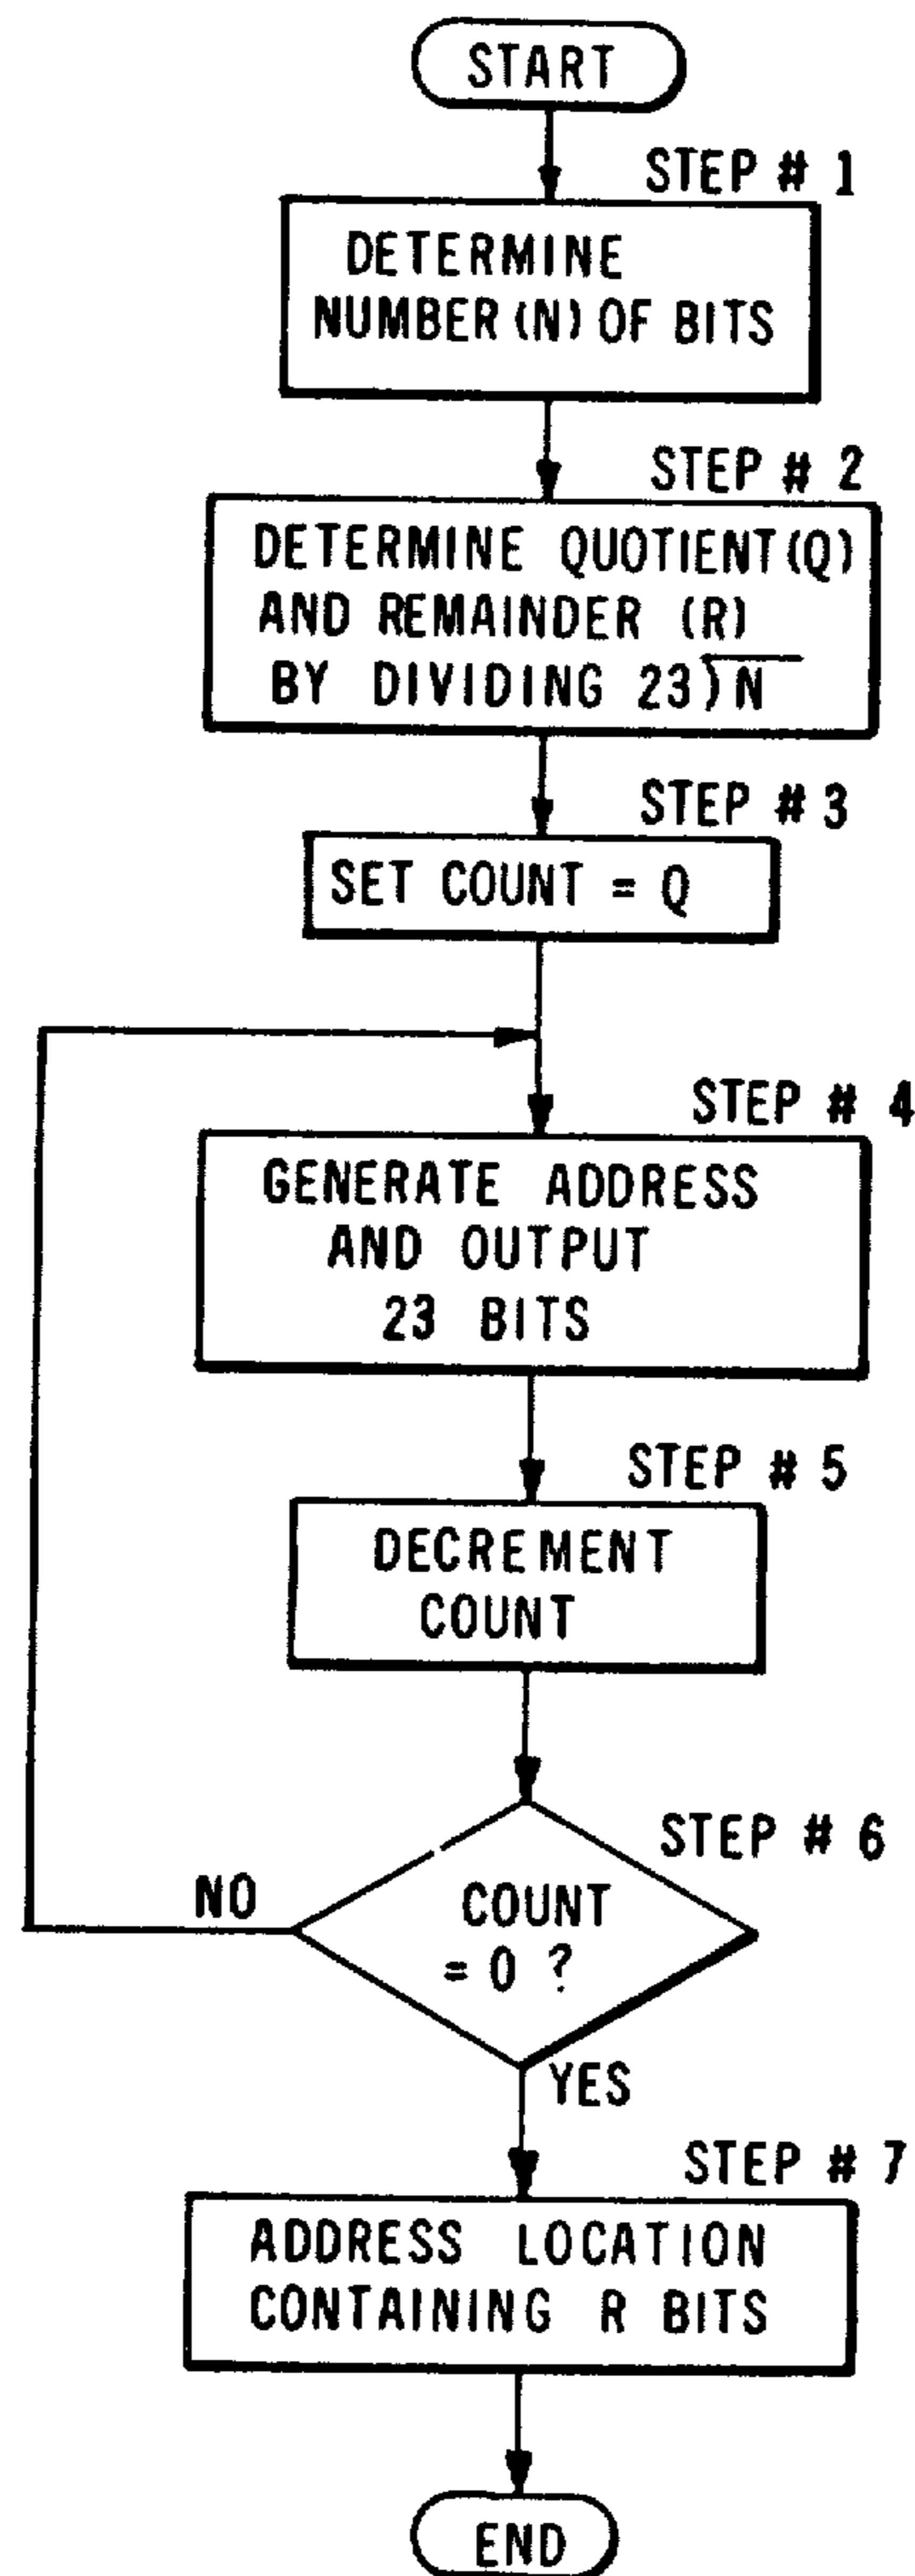 START
STEP # 1
DETERMINE
NUMBER (N) OF BITS
STEP # 2
DETERMINE QUOTIENT (Q)
AND REMAINDER (R)
BY DIVIDING 23)N
STEP # 3
SET COUNT = Q
STEP # 4
GENERATE ADDRESS
AND OUTPUT
23 BITS
STEP # 5
DECREMENT
COUNT
STEP # 6
NO
COUNT
= 0 ?
YES
STEP # 7
ADDRESS LOCATION
CONTAINING R BITS
END